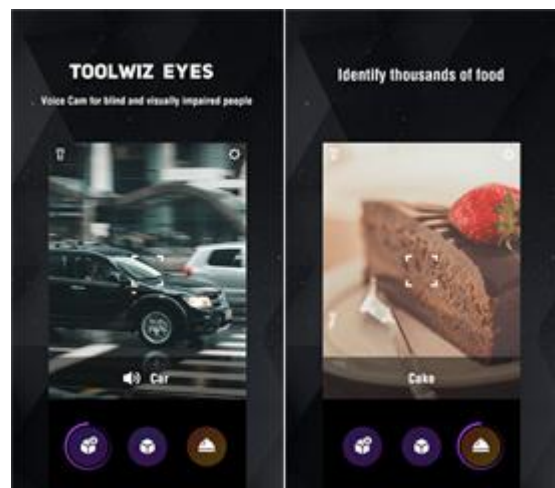 TOOLWIZ EYES
Voice Cam for blind and visually impaired people
Car
Identify thousands of food
Cake